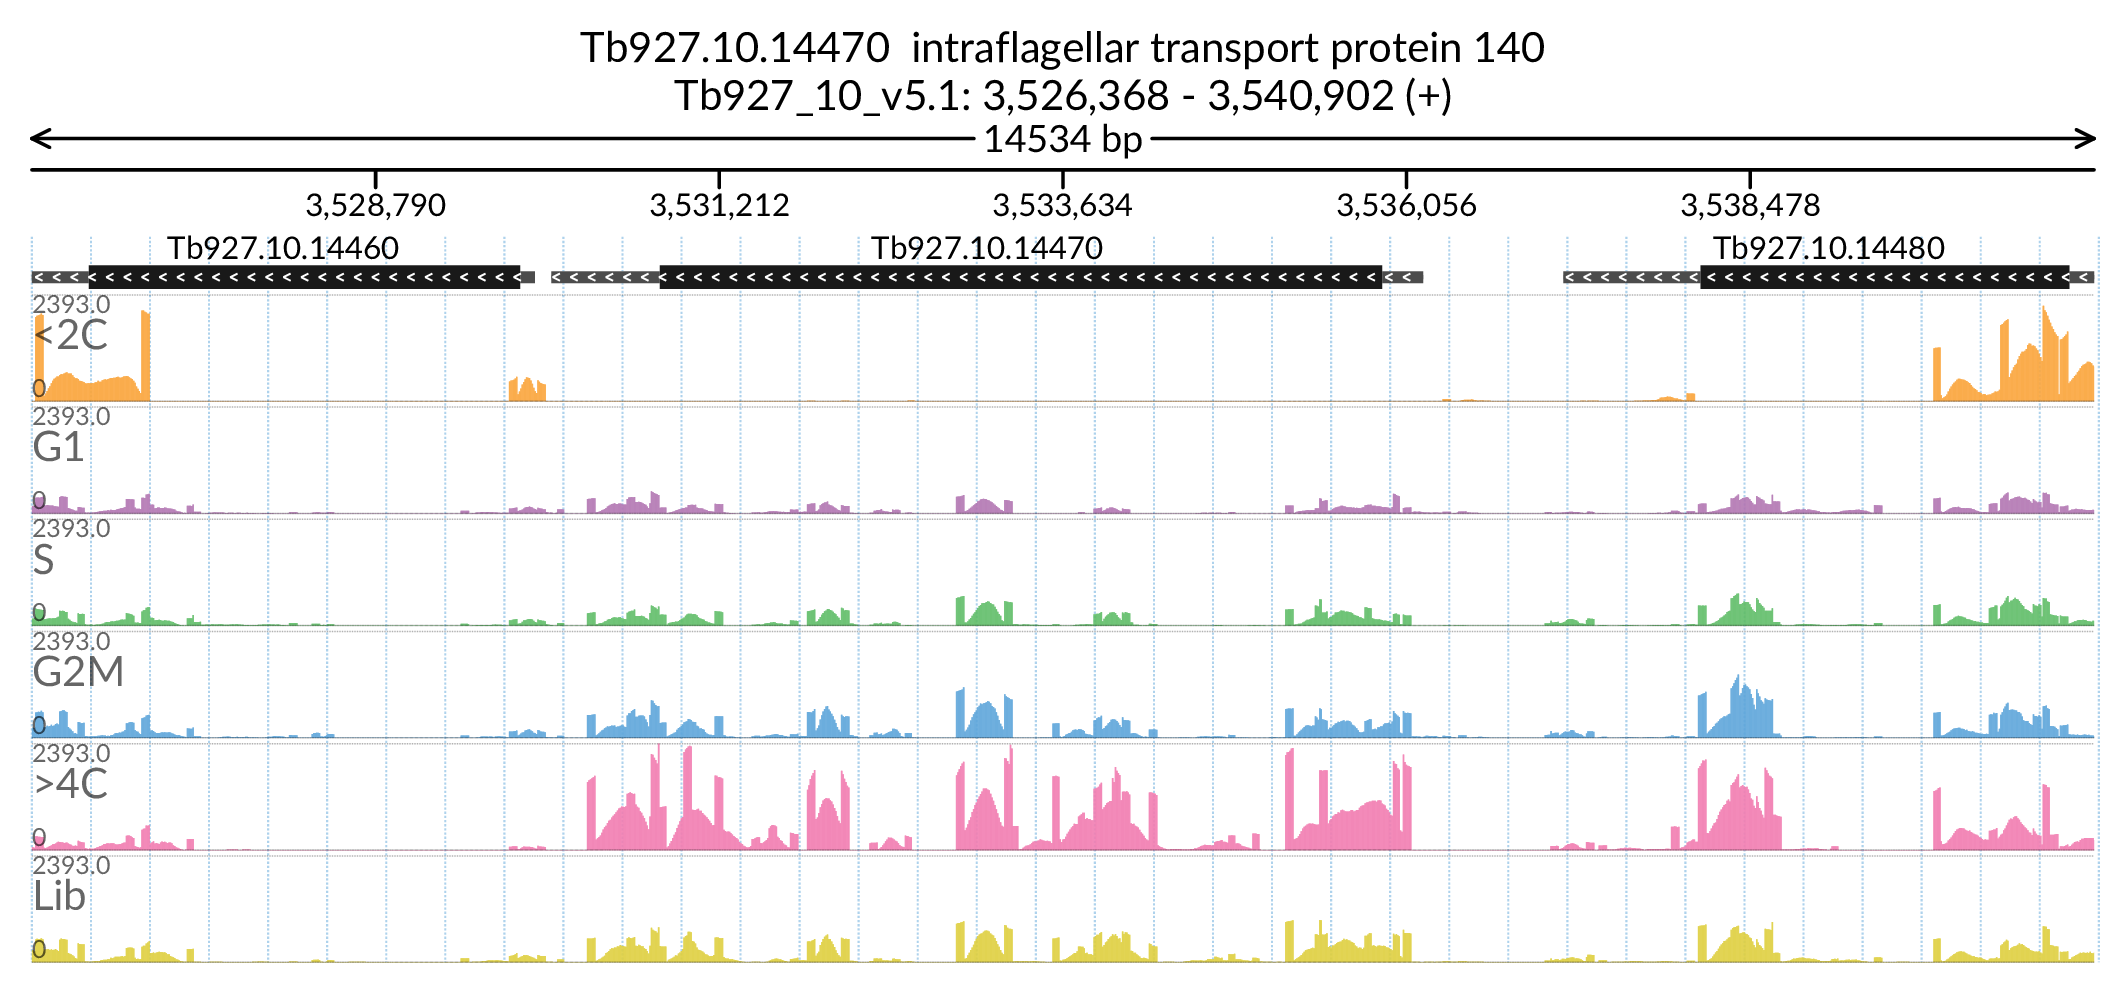 Tb927.10.14470  intraflagellar transport protein 140
Tb927_10_v5.1: 3,526,368 - 3,540,902 (+)
14534 bp
3,528,790 3,531,212 3,533,634 3,536,056 3,538,478
Tb927.10.14460 Tb927.10.14470 Tb927.10.14480
2393.0
<2C
0
2393.0
G1
0
2393.0
S
0
2393.0
G2M
0
2393.0
>4C
0
2393.0
Lib
0